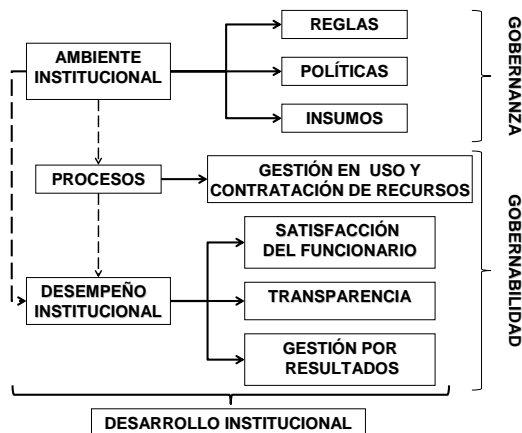 AMBIENTE
INSTITUCIONAL
REGLAS
POLÍTICAS
INSUMOS
GOBERNANZA
PROCESOS
GESTIÓN EN USO Y
CONTRATACIÓN DE RECURSOS
DESEMPEÑO
INSTITUCIONAL
SATISFACCIÓN
DEL FUNCIONARIO
TRANSPARENCIA
GESTIÓN POR
RESULTADOS
GOBERNABILIDAD
DESARROLLO INSTITUCIONAL